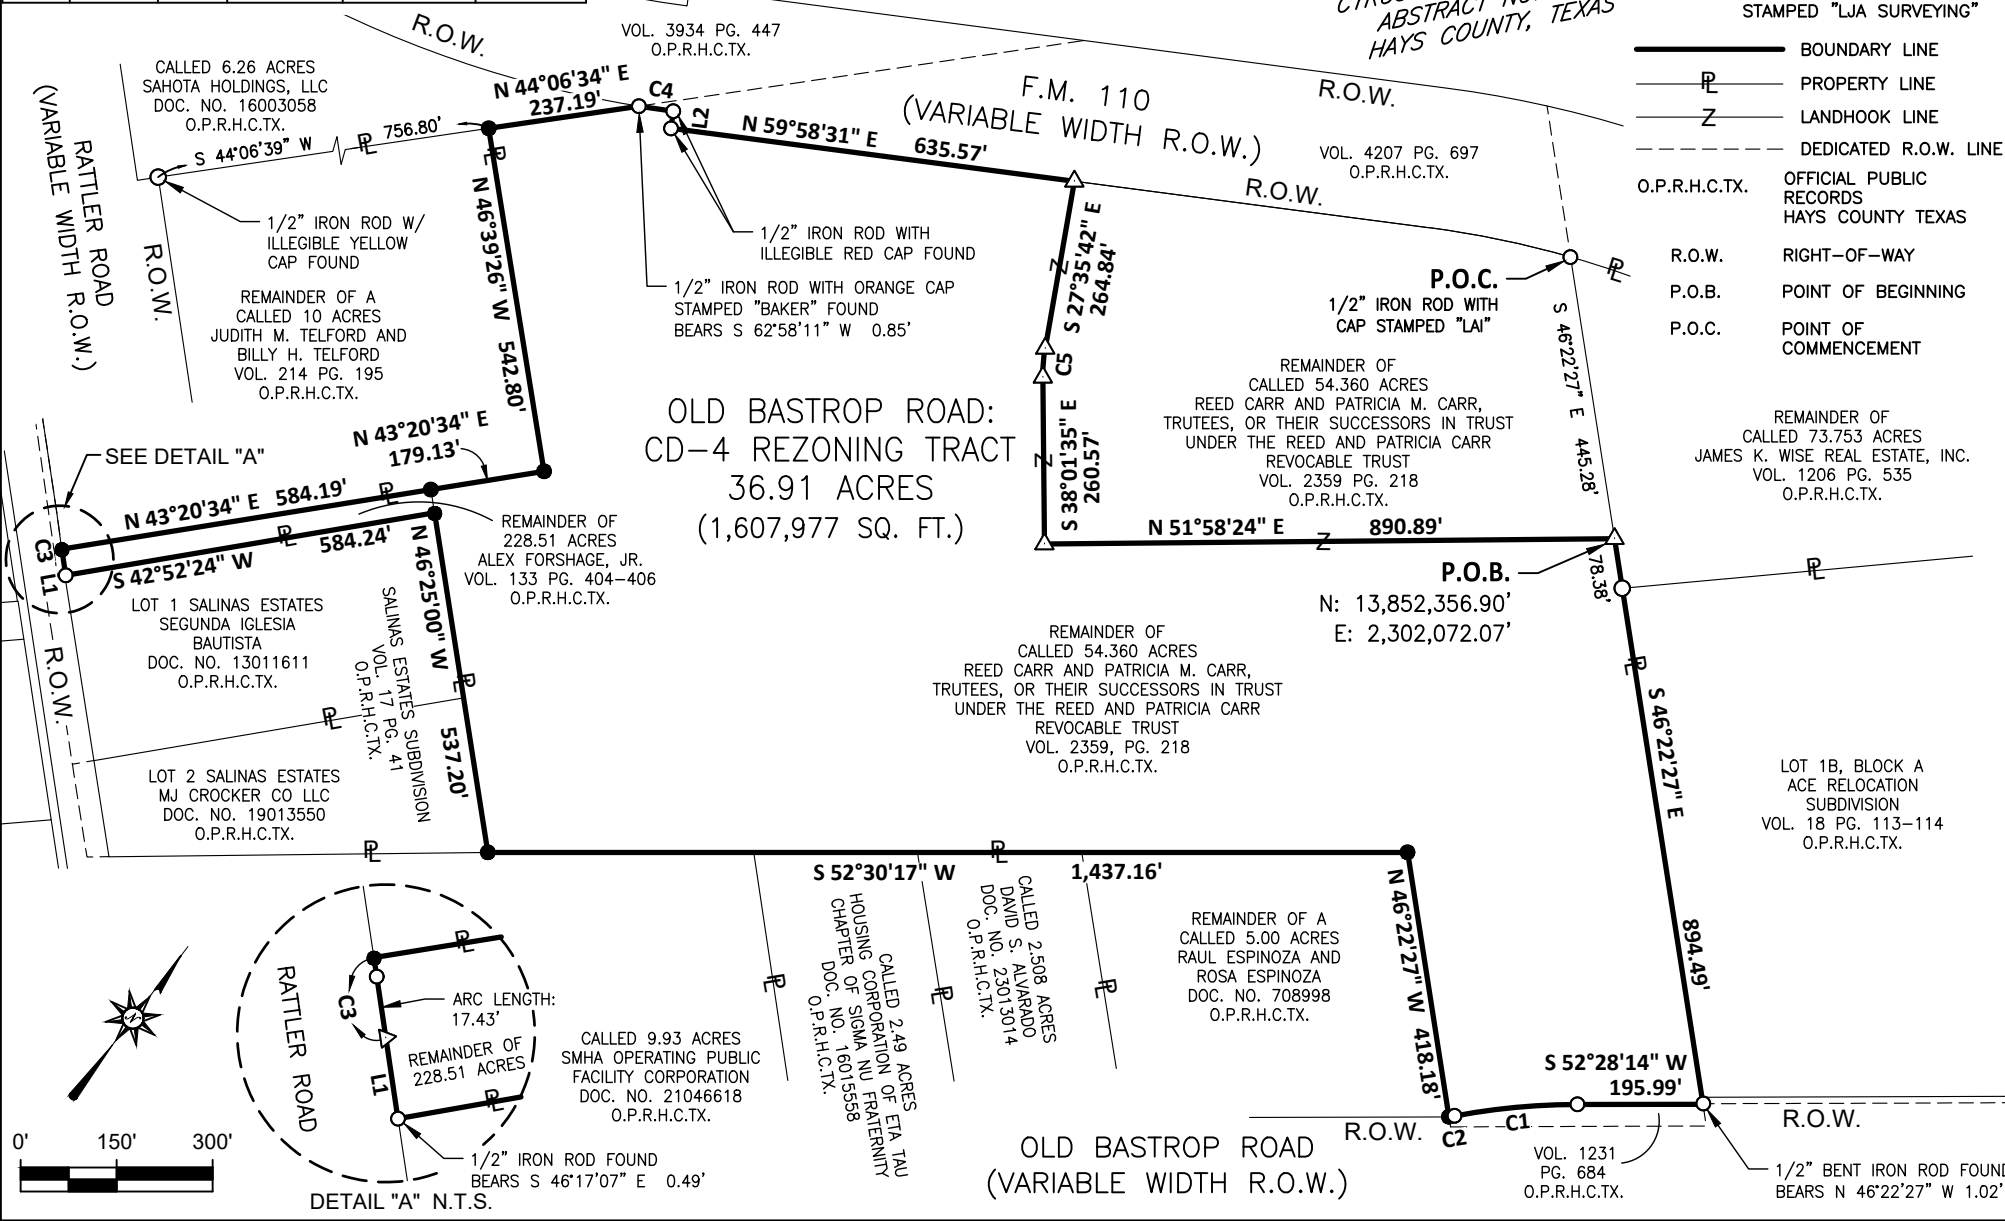 ABSTRACT
HAYS COUNTY, TEXAS
STAMPED "LJA SURVEYING"
BOUNDARY LINE
PROPERTY LINE
LANDHOOK LINE
DEDICATED R.O.W. LINE
O.P.R.H.C.TX.
OFFICIAL PUBLIC
RECORDS
HAYS COUNTY TEXAS
R.O.W.
RIGHT-OF-WAY
P.O.B.
POINT OF BEGINNING
P.O.C.
POINT OF
COMMENCEMENT
R.O.W.
VOL. 3934 PG. 447
O.P.R.H.C.TX.
CALLED 6.26 ACRES
SAHOTA HOLDINGS, LLC
DOC. NO. 16003058
O.P.R.H.C.TX.
N 44°06'34" E
237.19'
C4
L2
N 59°58'31" E
635.57'
F.M. 110
(VARIABLE WIDTH R.O.W.)
R.O.W.
VOL. 4207 PG. 697
O.P.R.H.C.TX.
R.O.W.
RATTLER ROAD
(VARIABLE WIDTH R.O.W.)
R.O.W.
S 44°06'39" W
756.80'
1/2" IRON ROD W/
ILLEGIBLE YELLOW
CAP FOUND
N 46°39'26" W 542.80'
1/2" IRON ROD WITH
ILLEGIBLE RED CAP FOUND
1/2" IRON ROD WITH ORANGE CAP
STAMPED "BAKER" FOUND
BEARS S 62°58'11" W 0.85'
S 27°35'42" E
264.84'
C5
S 38°01'35" E
260.57'
P.O.C.
1/2" IRON ROD WITH
CAP STAMPED "LAI"
S 46°22'27" E 445.28'
REMAINDER OF A
CALLED 10 ACRES
JUDITH M. TELFORD AND
BILLY H. TELFORD
VOL. 214 PG. 195
O.P.R.H.C.TX.
REMAINDER OF
CALLED 54.360 ACRES
REED CARR AND PATRICIA M. CARR,
TRUTEES, OR THEIR SUCCESSORS IN TRUST
UNDER THE REED AND PATRICIA CARR
REVOCABLE TRUST
VOL. 2359 PG. 218
O.P.R.H.C.TX.
REMAINDER OF
CALLED 73.753 ACRES
JAMES K. WISE REAL ESTATE, INC.
VOL. 1206 PG. 535
O.P.R.H.C.TX.
OLD BASTROP ROAD:
CD-4 REZONING TRACT
36.91 ACRES
(1,607,977 SQ. FT.)
N 43°20'34" E
179.13'
SEE DETAIL "A"
N 43°20'34" E 584.19'
S 42°52'24" W 584.24'
C3
L1
R.O.W.
REMAINDER OF
228.51 ACRES
ALEX FORSHAGE, JR.
VOL. 133 PG. 404-406
O.P.R.H.C.TX.
N 51°58'24" E 890.89'
P.O.B.
N: 13,852,356.90'
E: 2,302,072.07'
78.38'
LOT 1 SALINAS ESTATES
SEGUNDA IGLESIA
BAUTISTA
DOC. NO. 13011611
O.P.R.H.C.TX.
SALINAS ESTATES SUBDIVISION
VOL. 17 PG. 41
O.P.R.H.C.TX.
N 46°25'00" W
537.20'
REMAINDER OF
CALLED 54.360 ACRES
REED CARR AND PATRICIA M. CARR,
TRUTEES, OR THEIR SUCCESSORS IN TRUST
UNDER THE REED AND PATRICIA CARR
REVOCABLE TRUST
VOL. 2359, PG. 218
O.P.R.H.C.TX.
S 46°22'27" E
894.49'
LOT 2 SALINAS ESTATES
MJ CROCKER CO LLC
DOC. NO. 19013550
O.P.R.H.C.TX.
LOT 1B, BLOCK A
ACE RELOCATION
SUBDIVISION
VOL. 18 PG. 113-114
O.P.R.H.C.TX.
S 52°30'17" W
1,437.16'
CALLED 2.49 ACRES
HOUSING CORPORATION OF ETA TAU
CHAPTER OF SIGMA NU FRATERNITY
DOC. NO. 16015558
O.P.R.H.C.TX.
CALLED 2.508 ACRES
DAVID S. ALVARADO
DOC. NO. 23013014
O.P.R.H.C.TX.
REMAINDER OF A
CALLED 5.00 ACRES
RAUL ESPINOZA AND
ROSA ESPINOZA
DOC. NO. 708998
O.P.R.H.C.TX.
N 46°22'27" W 418.18'
S 52°28'14" W
195.99'
C1
C2
R.O.W.
R.O.W.
OLD BASTROP ROAD
(VARIABLE WIDTH R.O.W.)
VOL. 1231
PG. 684
O.P.R.H.C.TX.
1/2" BENT IRON ROD FOUND
BEARS N 46°22'27" W 1.02'
CALLED 9.93 ACRES
SMHA OPERATING PUBLIC
FACILITY CORPORATION
DOC. NO. 21046618
O.P.R.H.C.TX.
RATTLER ROAD
C3
ARC LENGTH:
17.43'
REMAINDER OF
228.51 ACRES
L1
1/2" IRON ROD FOUND
BEARS S 46°17'07" E 0.49'
DETAIL "A" N.T.S.
N
0' 150' 300'